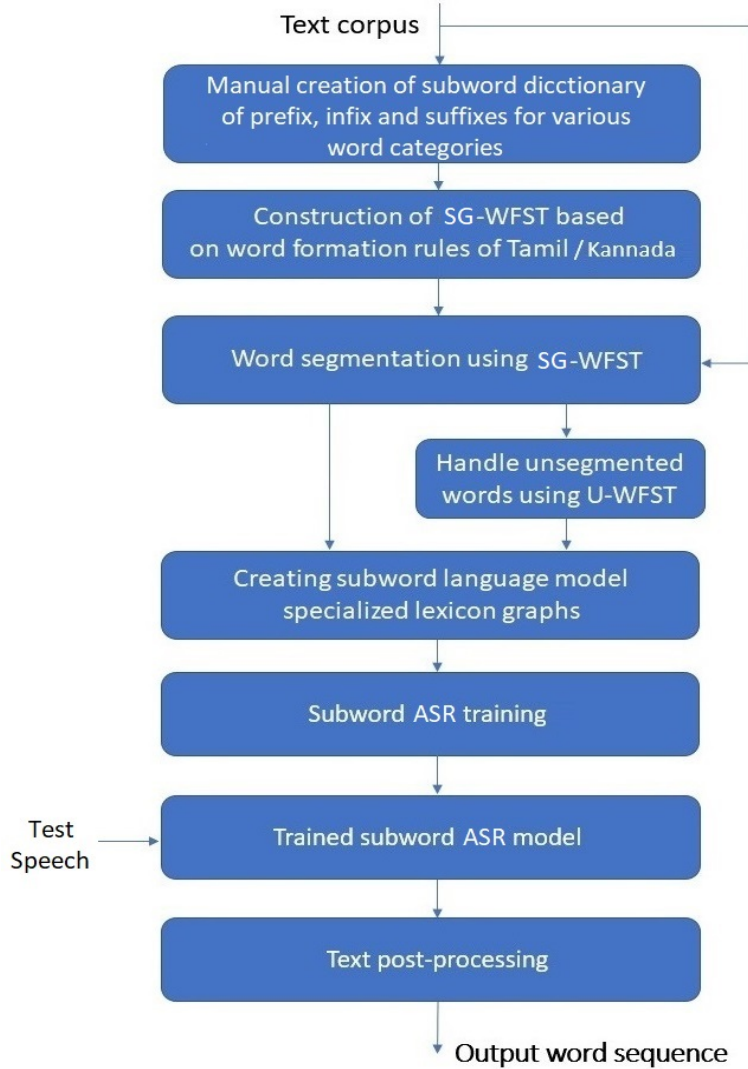 Text corpus
Manual creation of subword dicctionary
of prefix, infix and suffixes for various
word categories
Construction of SG-WFST based
on word formation rules of Tamil / Kannada
Word segmentation using SG-WFST
Handle unsegmented
words using U-WFST
Creating subword language model
specialized lexicon graphs
Subword ASR training
Test
Speech
Trained subword ASR model
Text post-processing
Output word sequence